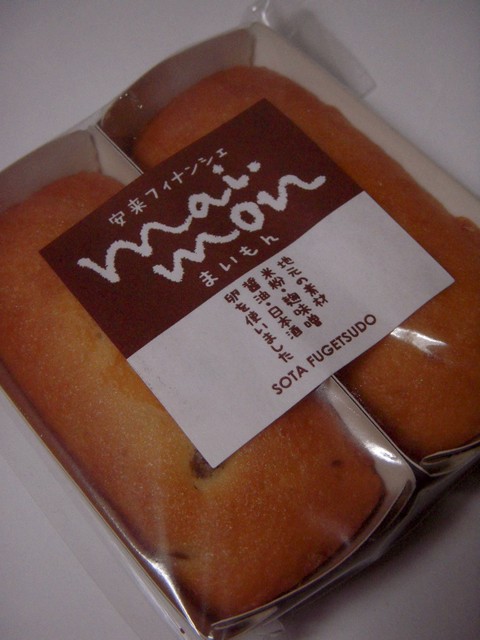 安来フィナンシェ
mai.
mon
まいもん
地元の素材
米粉・麹味噌
醤油・日本酒
卵を使いました
SOTA FUGETSUDO